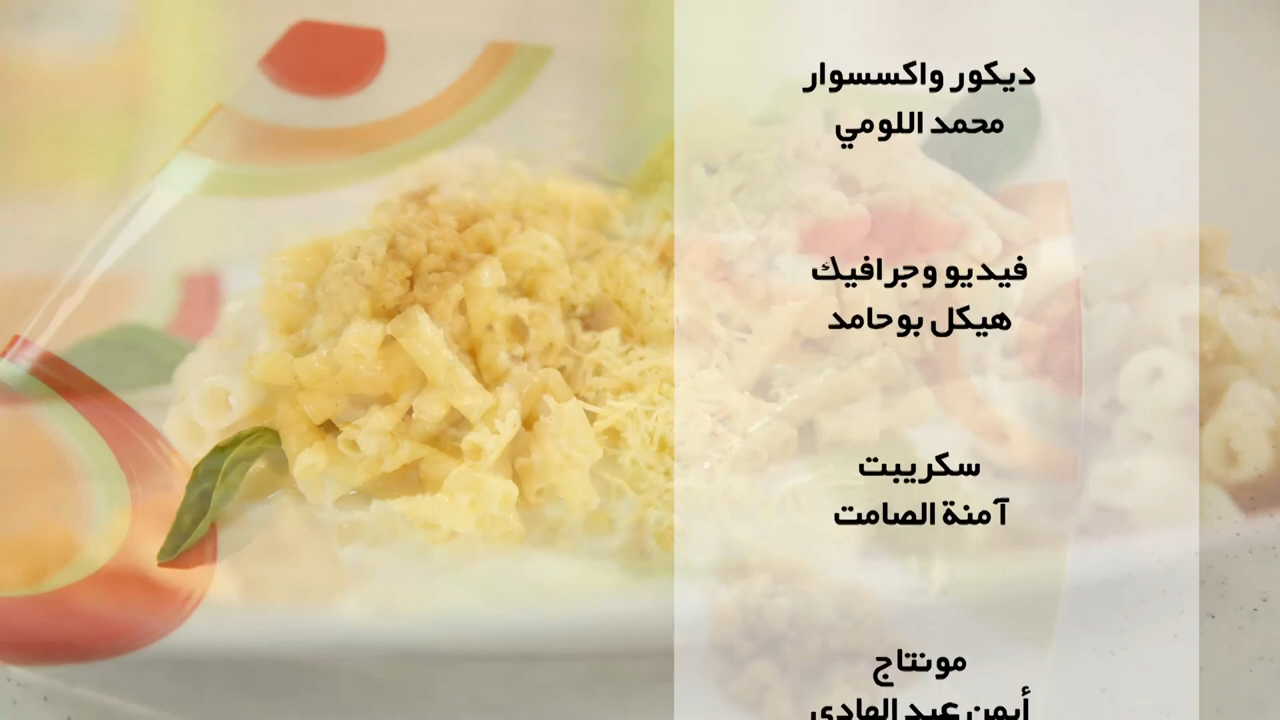 ديكور واكسسوار
محمد اللومي
فيديو وجرافيك
هيكل بوحامد
سكريبت
آمنة الصامت
مونتاج
أيمن عبد الهادي